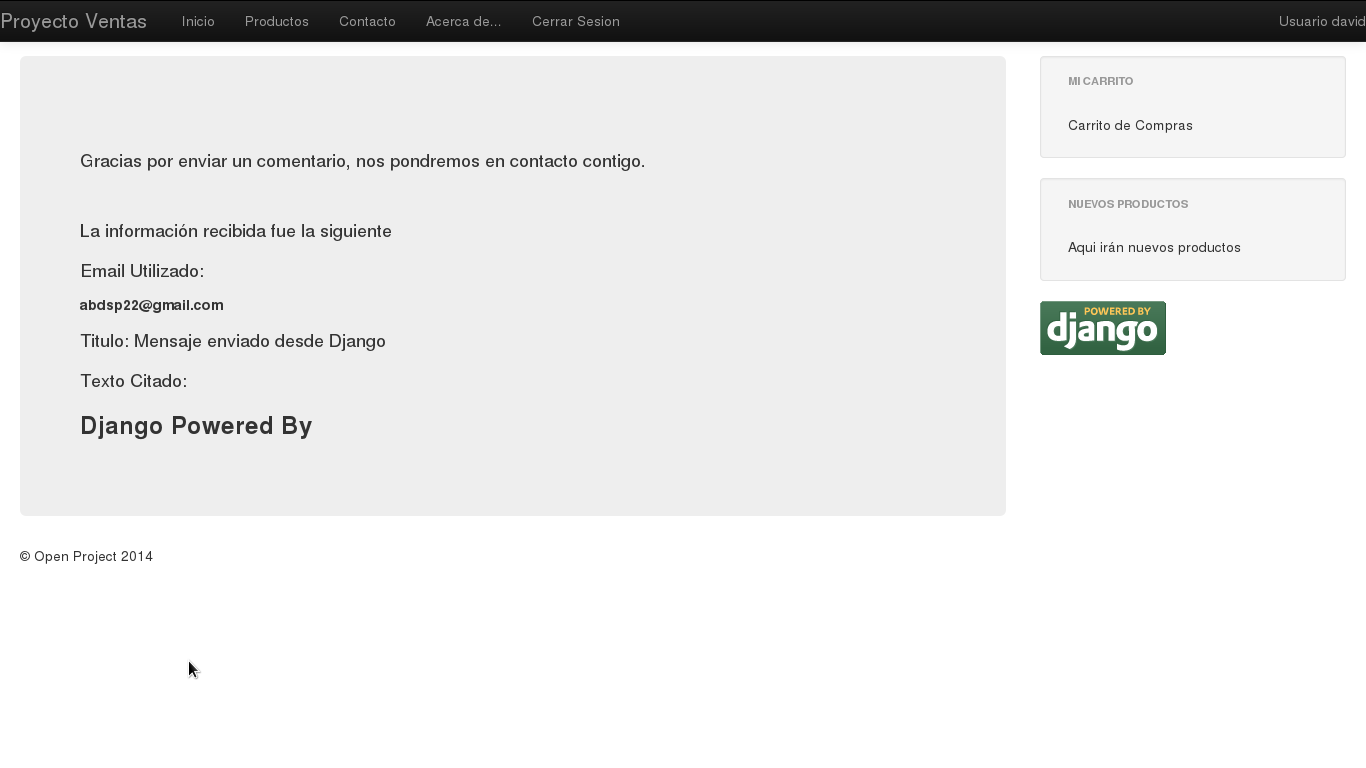 Proyecto Ventas Inicio Productos Contacto Acerca de... Cerrar Sesion Usuario david
Gracias por enviar un comentario, nos pondremos en contacto contigo.
La información recibida fue la siguiente
Email Utilizado:
abdsp22@gmail.com
Titulo: Mensaje enviado desde Django
Texto Citado:
Django Powered By
MI CARRITO
Carrito de Compras
NUEVOS PRODUCTOS
Aqui irán nuevos productos
POWERED BY
django
© Open Project 2014